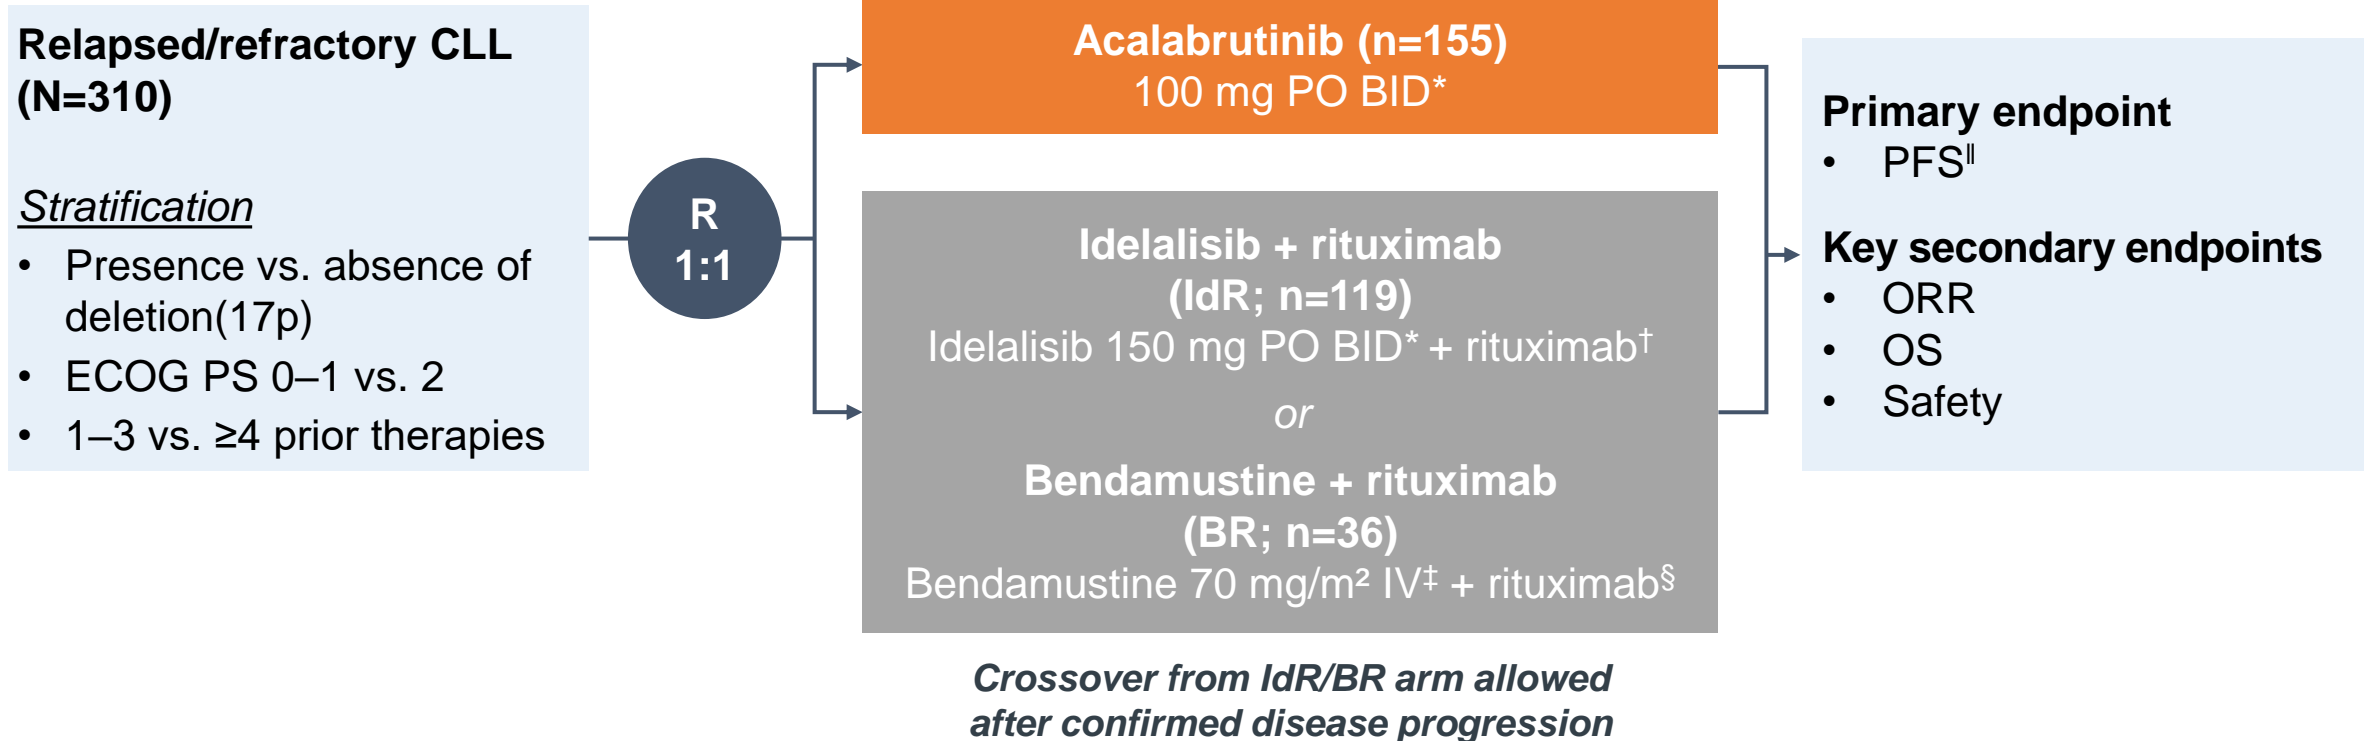 Relapsed/refractory CLL
(N=310)
Stratification
• Presence vs. absence of
deletion(17p)
• ECOG PS 0–1 vs. 2
• 1–3 vs. ≥4 prior therapies
R
1:1
Acalabrutinib (n=155)
100 mg PO BID*
Idelalisib + rituximab
(IdR; n=119)
Idelalisib 150 mg PO BID* + rituximab†
or
Bendamustine + rituximab
(BR; n=36)
Bendamustine 70 mg/m² IV‡ + rituximab§
Crossover from IdR/BR arm allowed
after confirmed disease progression
Primary endpoint
• PFS‖
Key secondary endpoints
• ORR
• OS
• Safety